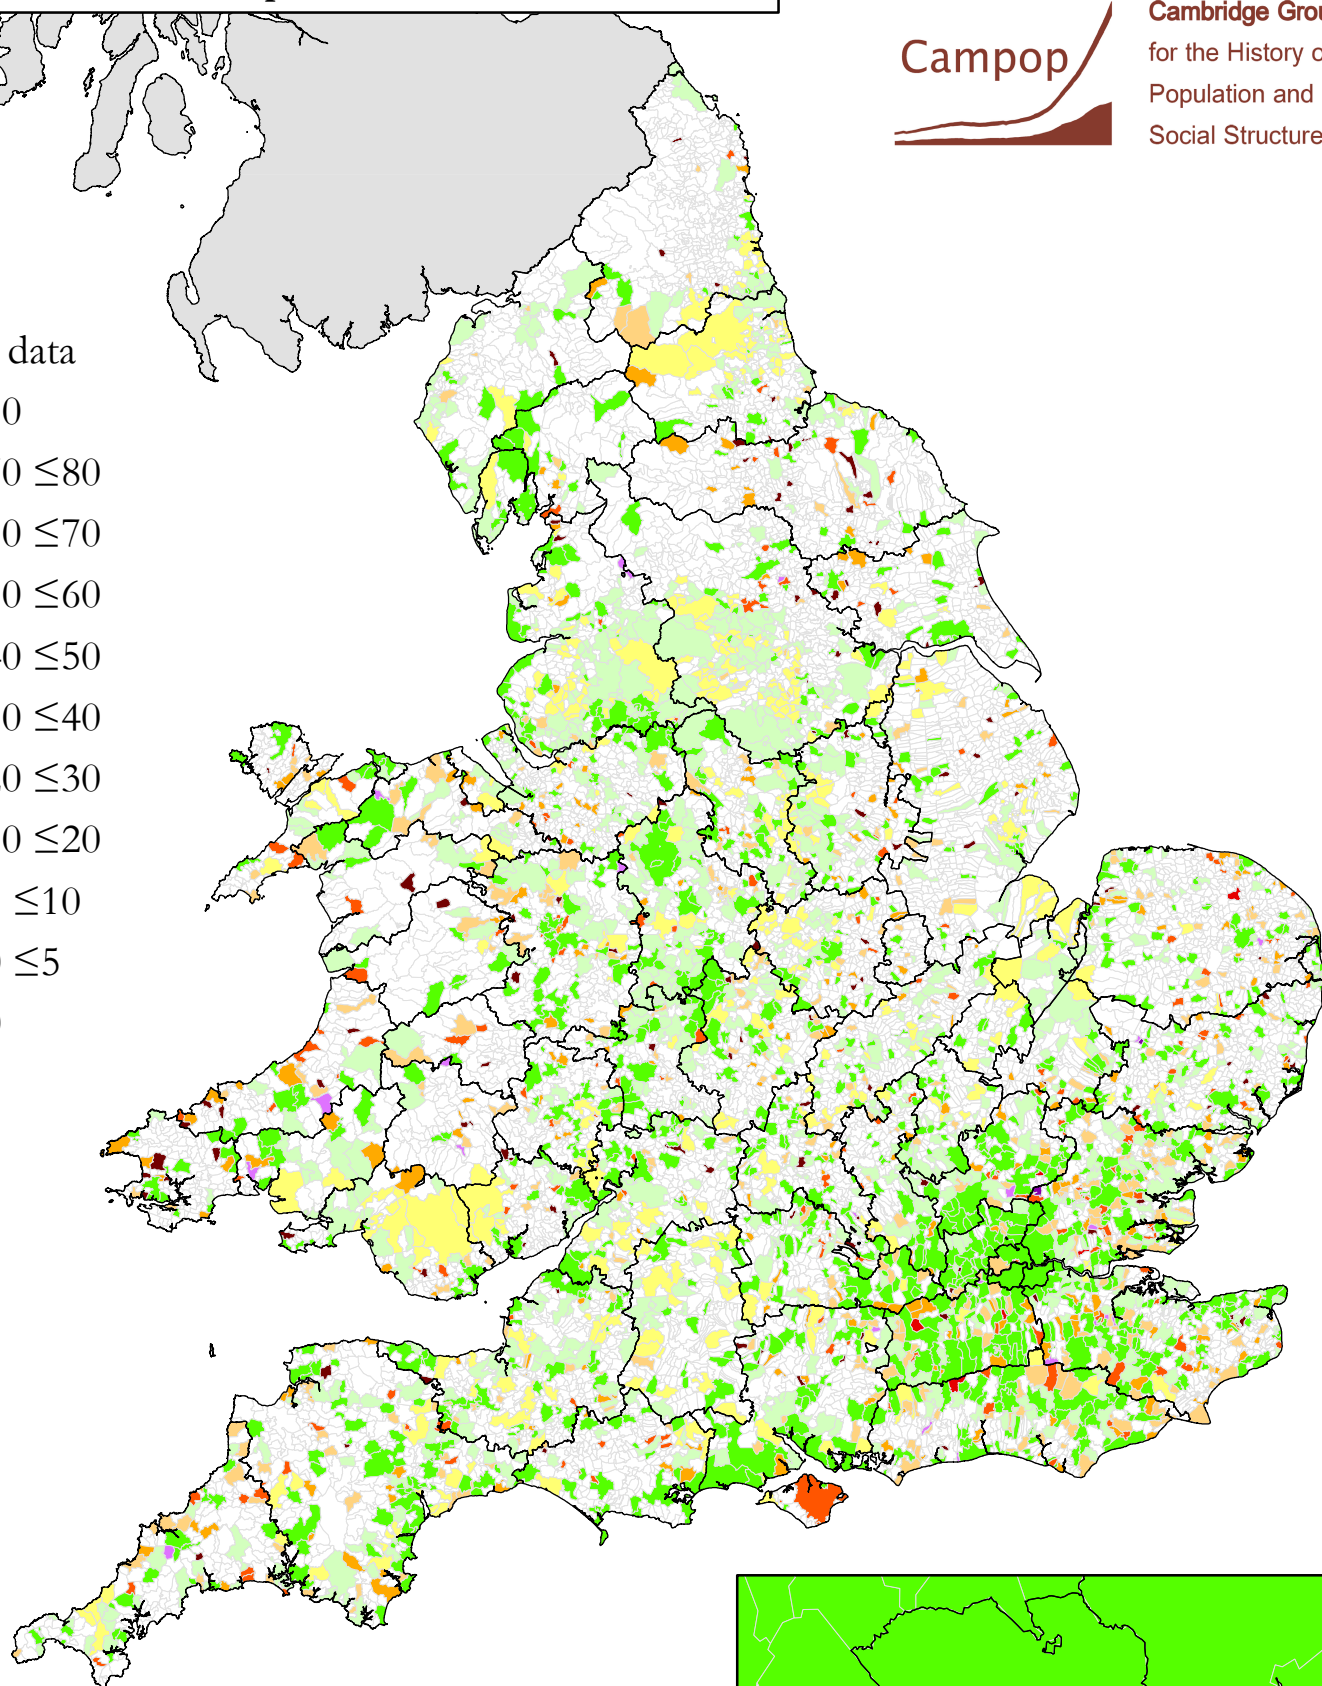 Campop
Cambridge Grou
for the History o
Population and
Social Structure
data
0
0 ≤80
0 ≤70
0 ≤60
0 ≤50
0 ≤40
0 ≤30
0 ≤20
≤10
≤5